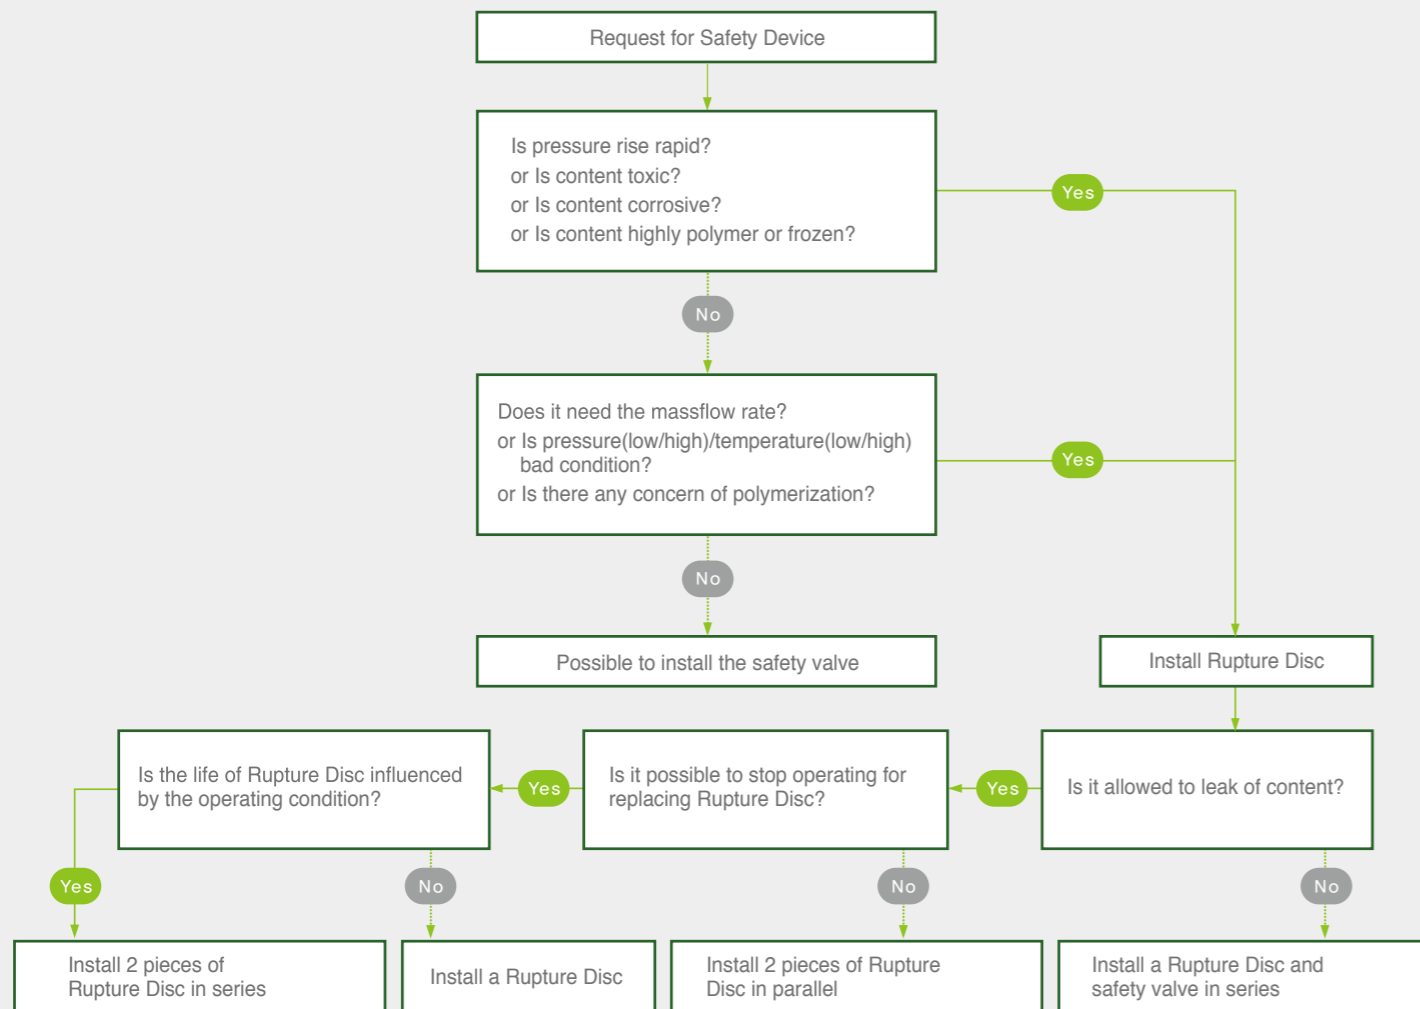 Request for Safety Device
Is pressure rise rapid?
or Is content toxic?
or Is content corrosive?
or Is content highly polymer or frozen?
Yes
No
Does it need the massflow rate?
or Is pressure(low/high)/temperature(low/high)
bad condition?
or Is there any concern of polymerization?
Yes
No
Possible to install the safety valve
Install Rupture Disc
Is the life of Rupture Disc influenced
by the operating condition?
Yes
Is it possible to stop operating for
replacing Rupture Disc?
Yes
Is it allowed to leak of content?
Yes
No
No
No
Install 2 pieces of
Rupture Disc in series
Install a Rupture Disc
Install 2 pieces of Rupture
Disc in parallel
Install a Rupture Disc and
safety valve in series